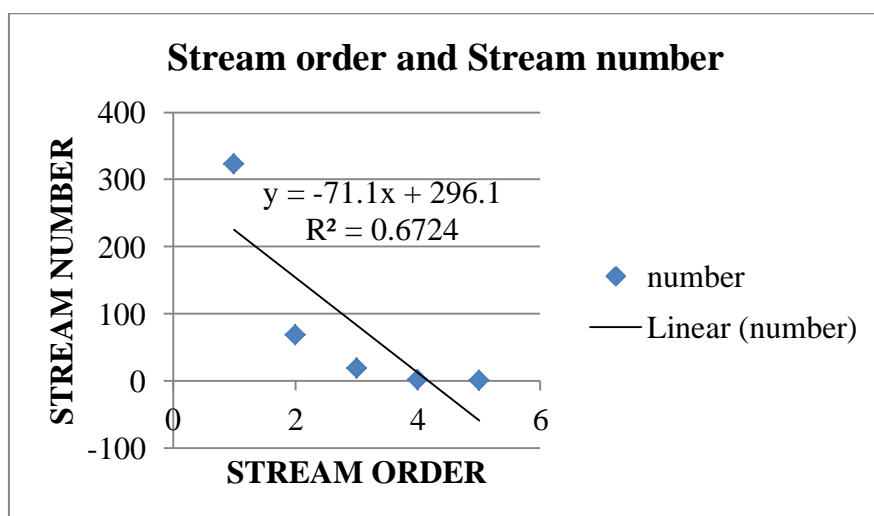 Stream order and Stream number
400
300
200
100
0
-100
STREAM NUMBER
y = -71.1x + 296.1
R² = 0.6724
0 2 4 6
STREAM ORDER
number
Linear (number)